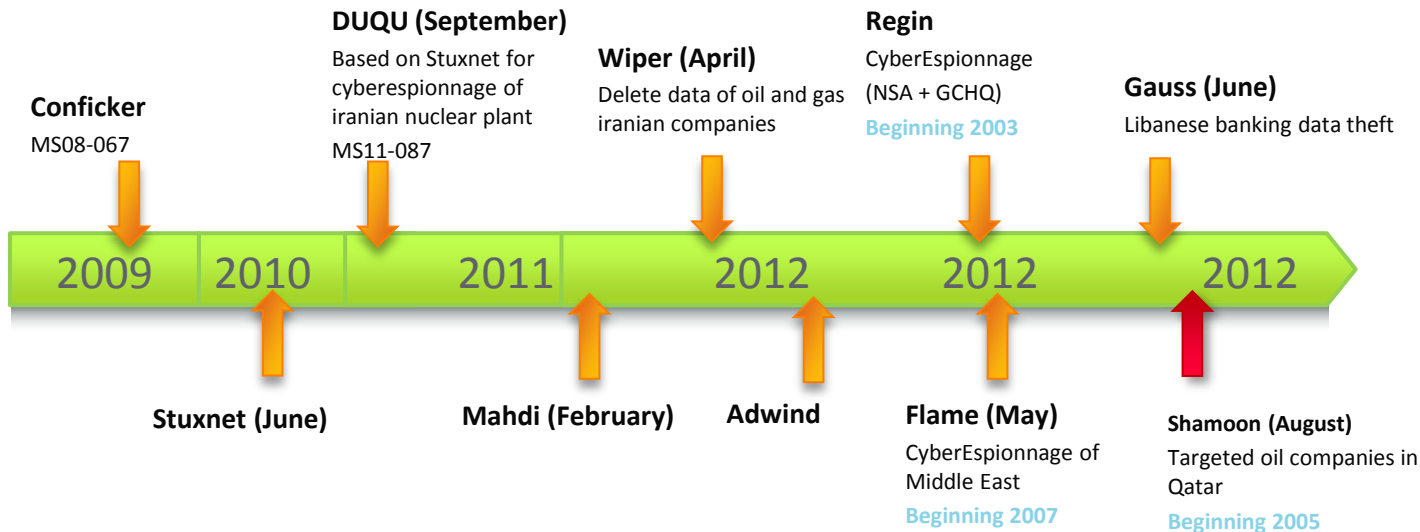 DUQU (September)
Based on Stuxnet for
cyberespionnage of
iranian nuclear plant
MS11-087
Regin
CyberEspionnage
(NSA + GCHQ)
Beginning 2003
Wiper (April)
Delete data of oil and gas
iranian companies
Gauss (June)
Libanese banking data theft
Conficker
MS08-067
2009
2010
2011
2012
2012
2012
Stuxnet (June)
Mahdi (February)
Adwind
Flame (May)
CyberEspionnage of
Middle East
Beginning 2007
Shamoon (August)
Targeted oil companies in
Qatar
Beginning 2005